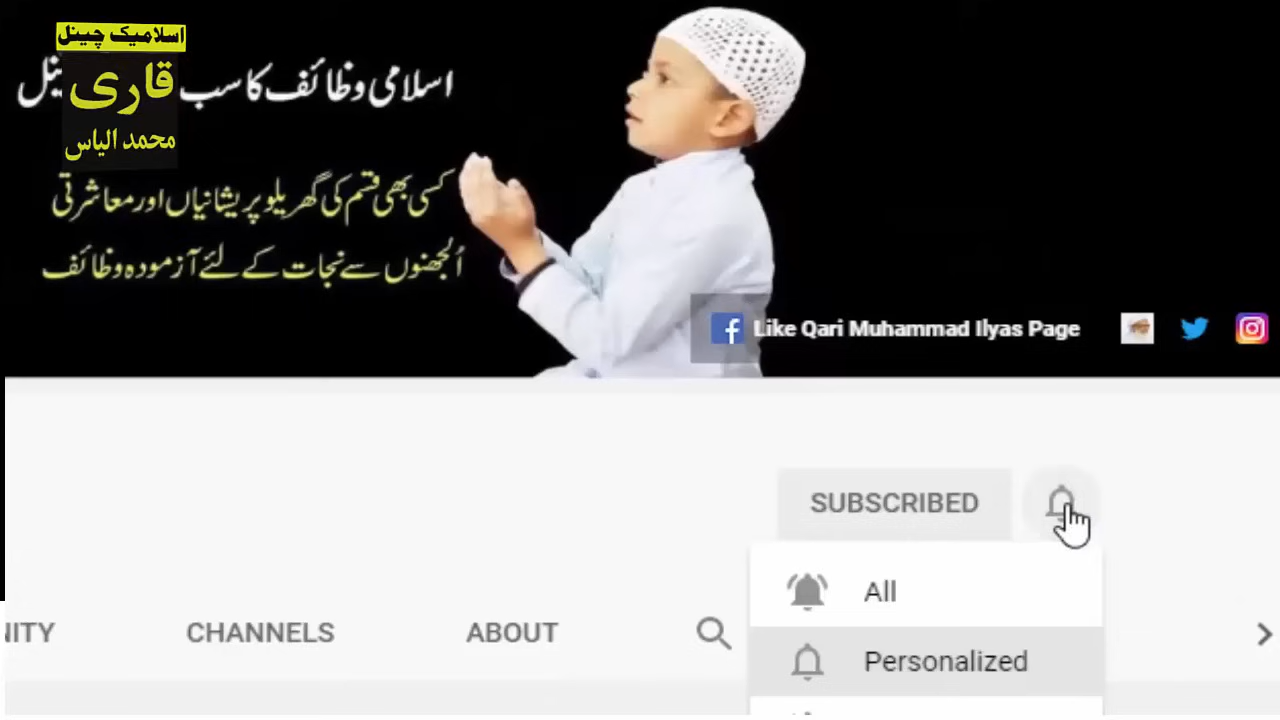 اسلامیک چینل
قاری
محمد الیاس
اسلامی وظائف کا سب
کسی بھی قسم کی گھریلو پریشانیاں اور معاشرتی
اُلجھنوں سے نجات کے لئے آزمودہ وظائف
Like Qari Muhammad Ilyas Page
SUBSCRIBED
All
NITY CHANNELS ABOUT
Personalized